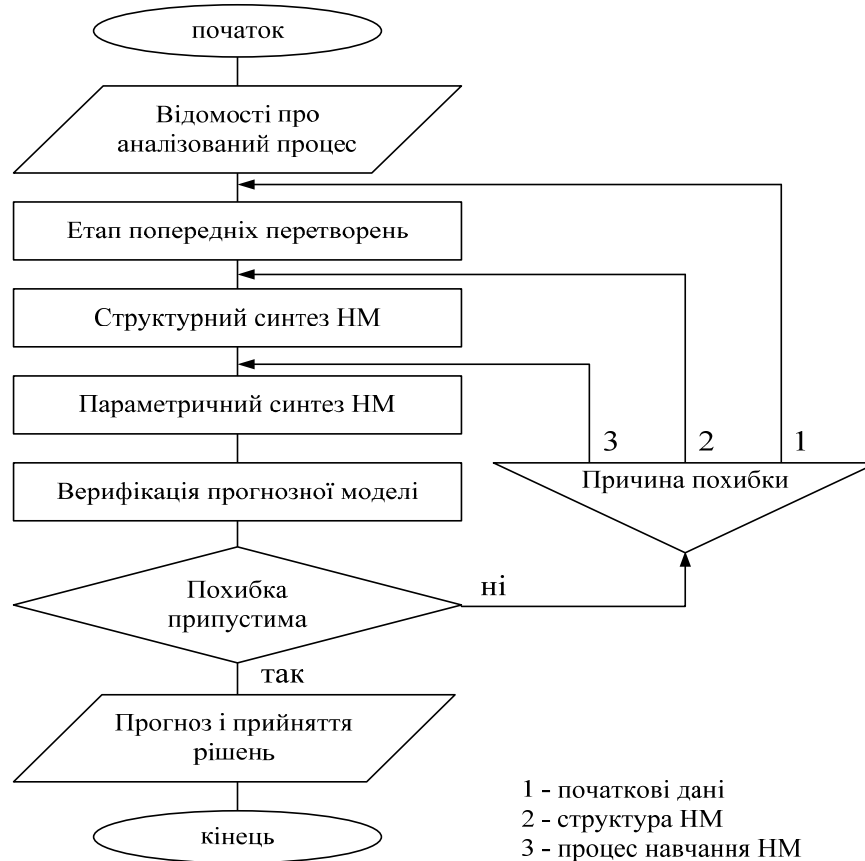 початок
Відомості про
аналізований процес
Етап попередніх перетворень
Структурний синтез НМ
Параметричний синтез НМ
3
2
1
Верифікація прогнозної моделі
Причина похибки
Похибка
припустима
ні
так
Прогноз і прийняття
рішень
кінець
1 - початкові дані
2 - структура НМ
3 - процес навчання НМ